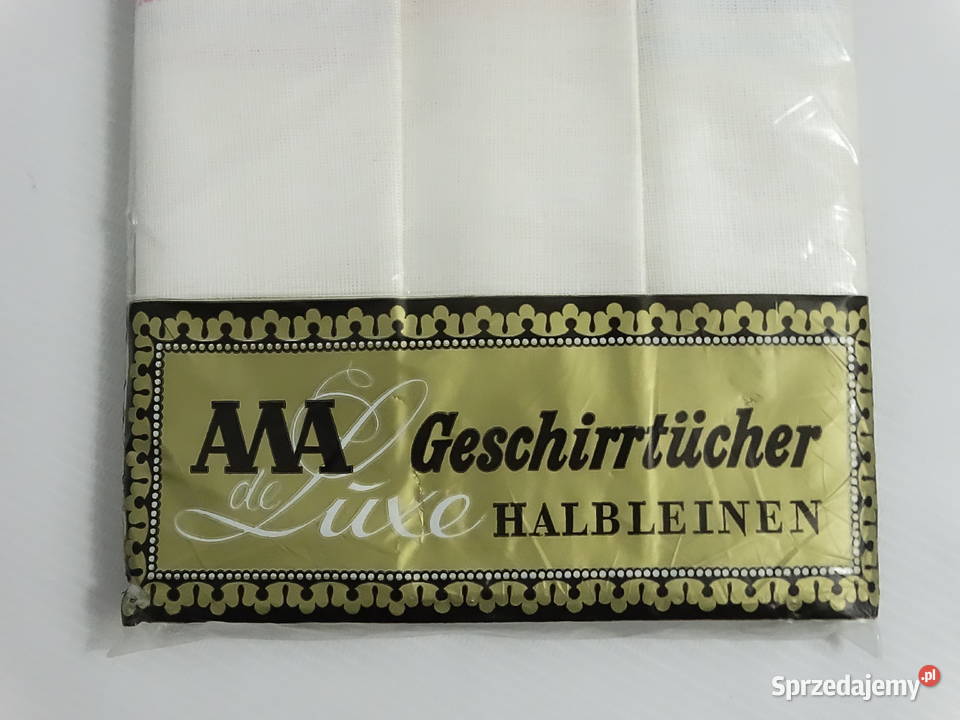 AAA Geschirrtücher
de Luxe HALBLEINEN
Sprzedajemy.pl